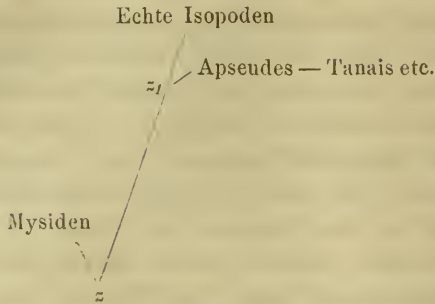 Echte Isopoden
z₁ Apseudes — Tanais etc.
Mysiden
z